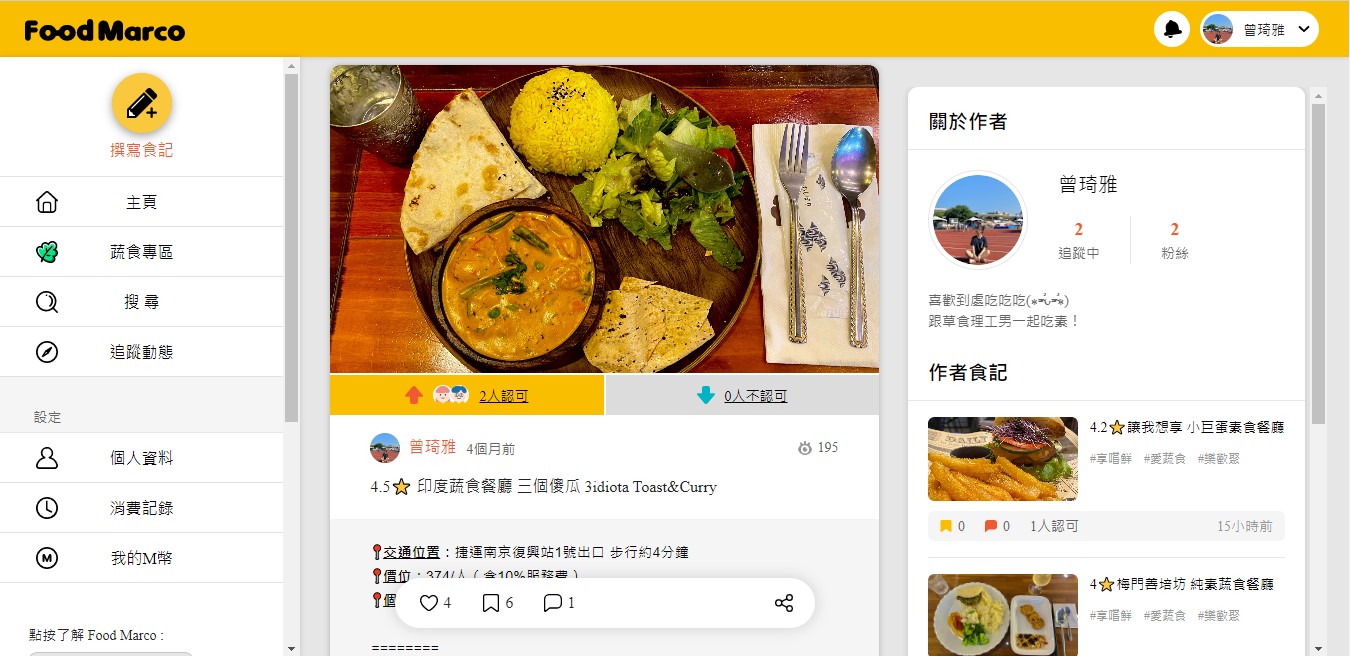 Food Marco
曾琦雅
撰寫食記
主頁
蔬食專區
搜 尋
追蹤動態
設定
個人資料
消費記錄
我的M幣
點按了解 Food Marco :
2人認可
0人不認可
曾琦雅 4個月前 195
4.5⭐ 印度蔬食餐廳 三個傻瓜 3idiota Toast&Curry
📍交通位置：捷運南京復興站1號出口 步行約4分鐘
📍價位：374/人（含10%服務費）
📍個
4 6 1
========
關於作者
曾琦雅
2 2
追蹤中 粉絲
喜歡到處吃吃吃
跟草食理工男一起吃素！
作者食記
4.2⭐讓我想享 小巨蛋素食餐廳
#享嚐鮮 #愛蔬食 #樂歡聚
0 0 1人認可 15小時前
4⭐梅門善培坊 純素蔬食餐廳
#享嚐鮮 #愛蔬食 #樂歡聚